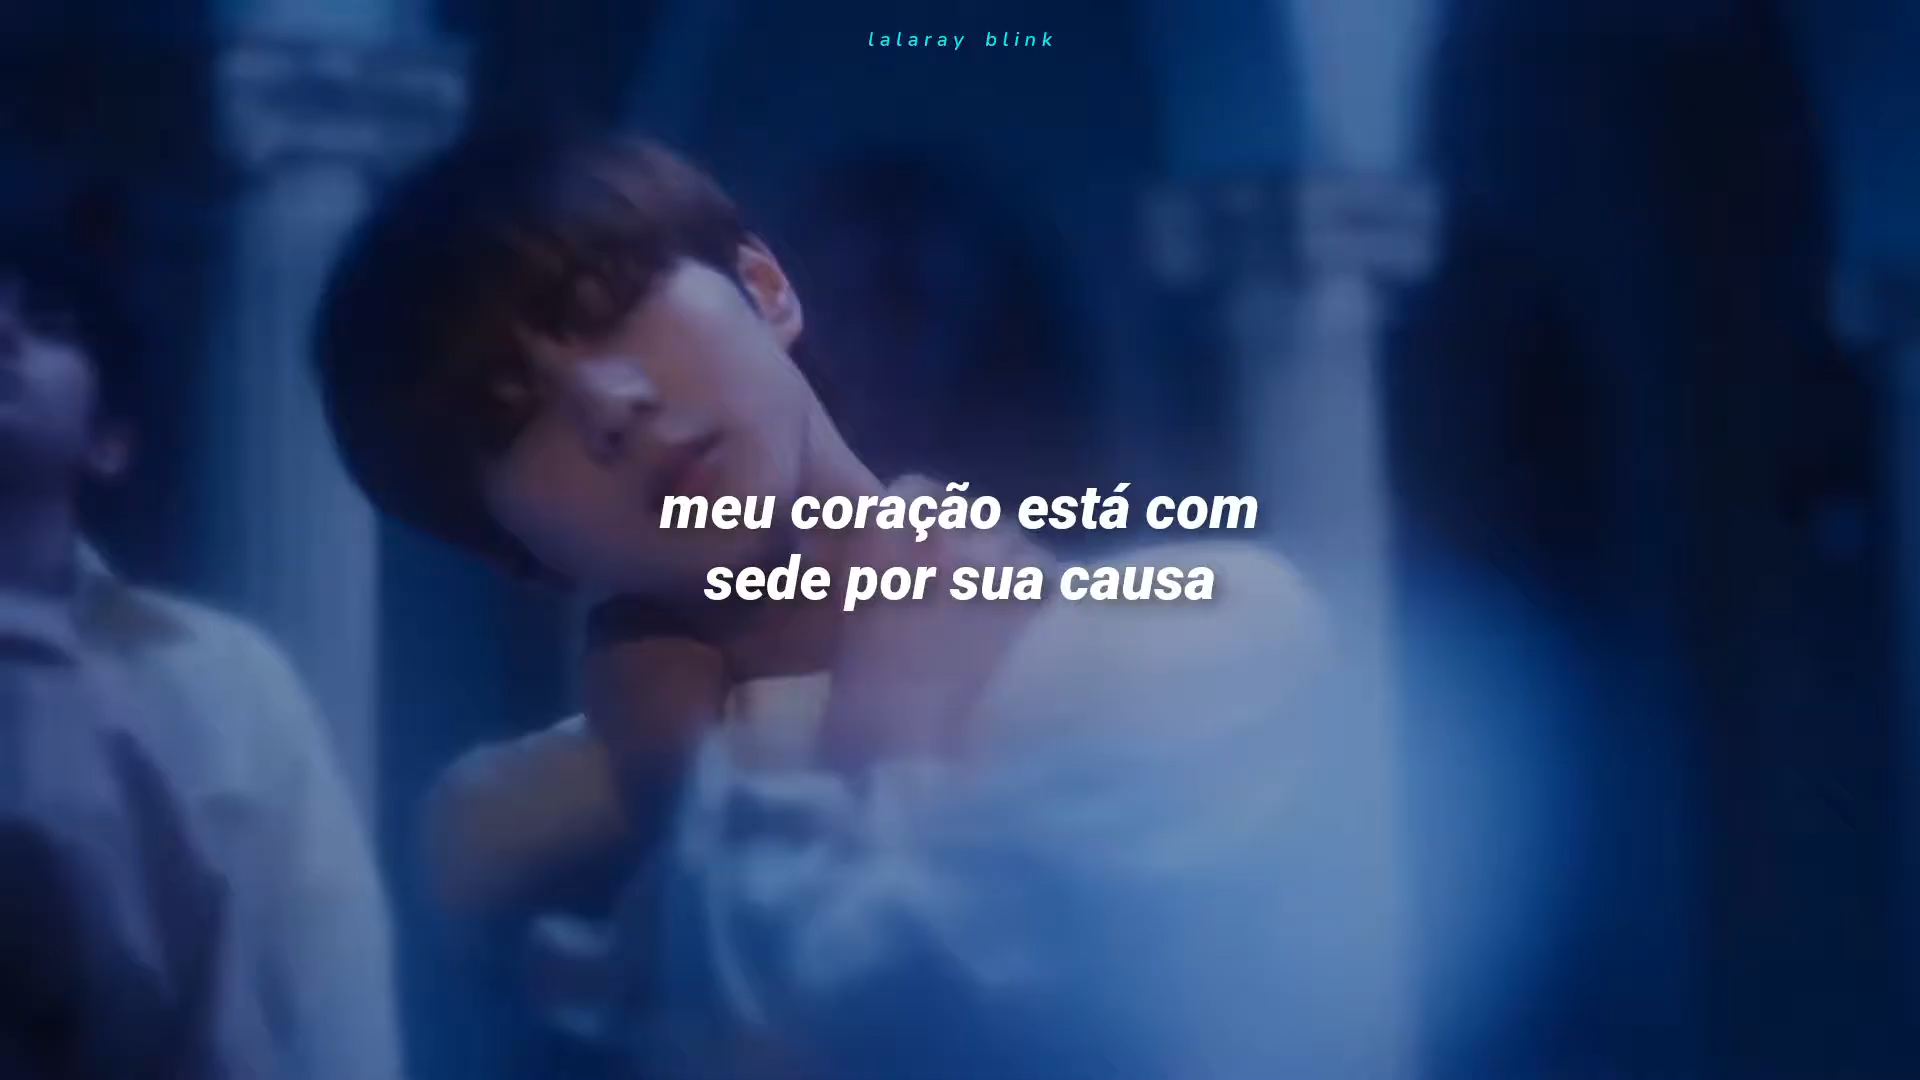 lalaray blink
meu coração está com
sede por sua causa